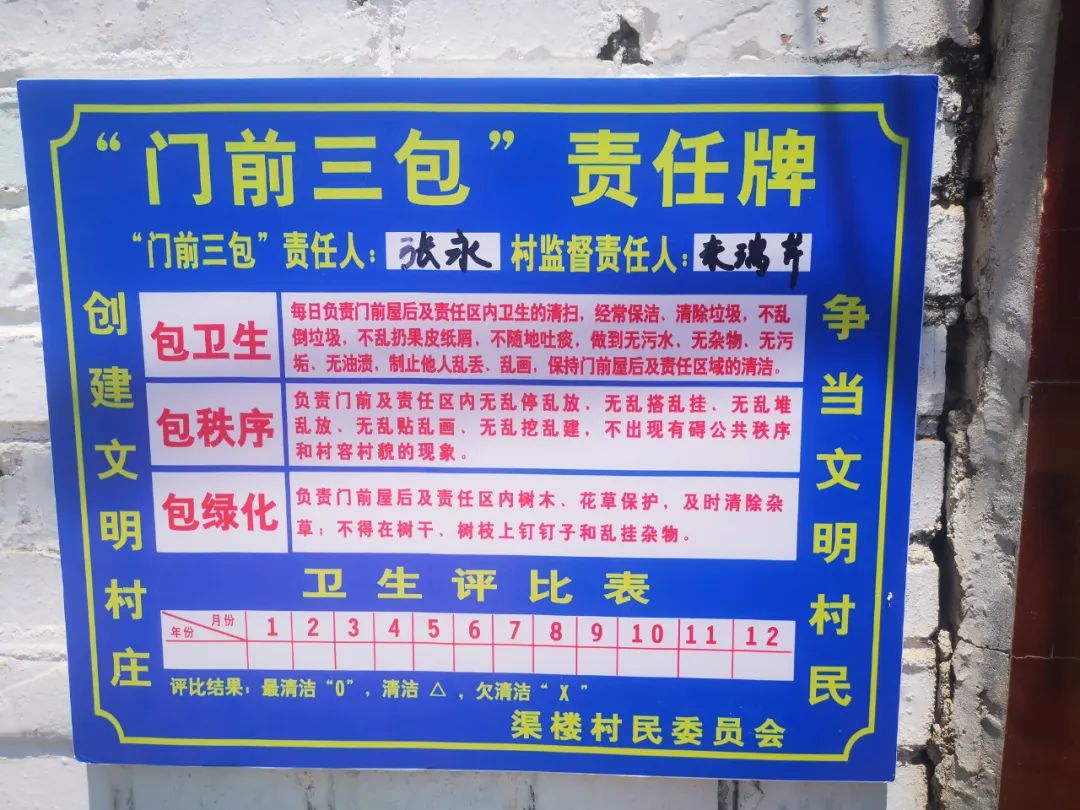 “门前三包”责任牌
“门前三包”责任人：张永 村监督责任人：瑞芹
创建文明村庄
包卫生
每日负责门前屋后及责任区内卫生的清扫，经常保洁、清除垃圾，不乱
倒垃圾，不乱扔果皮纸屑，不随地吐痰，做到无污水、无杂物、无污
垢、无油渍，制止他人乱丢、乱画，保持门前屋后及责任区域的清洁。
包秩序
负责门前及责任区内无乱停乱放、无乱搭乱挂、无乱堆
乱放、无乱贴乱画、无乱挖乱建，不出现有碍公共秩序
和村容村貌的现象。
包绿化
负责门前屋后及责任区内树木、花草保护，及时清除杂
草；不得在树干、树枝上钉钉子和乱挂杂物。
争当文明村民
卫生评比表
月份 年份 1 2 3 4 5 6 7 8 9 10 11 12
评比结果：最清洁“O”，清洁 △ ，欠清洁“ X ”
渠楼村民委员会